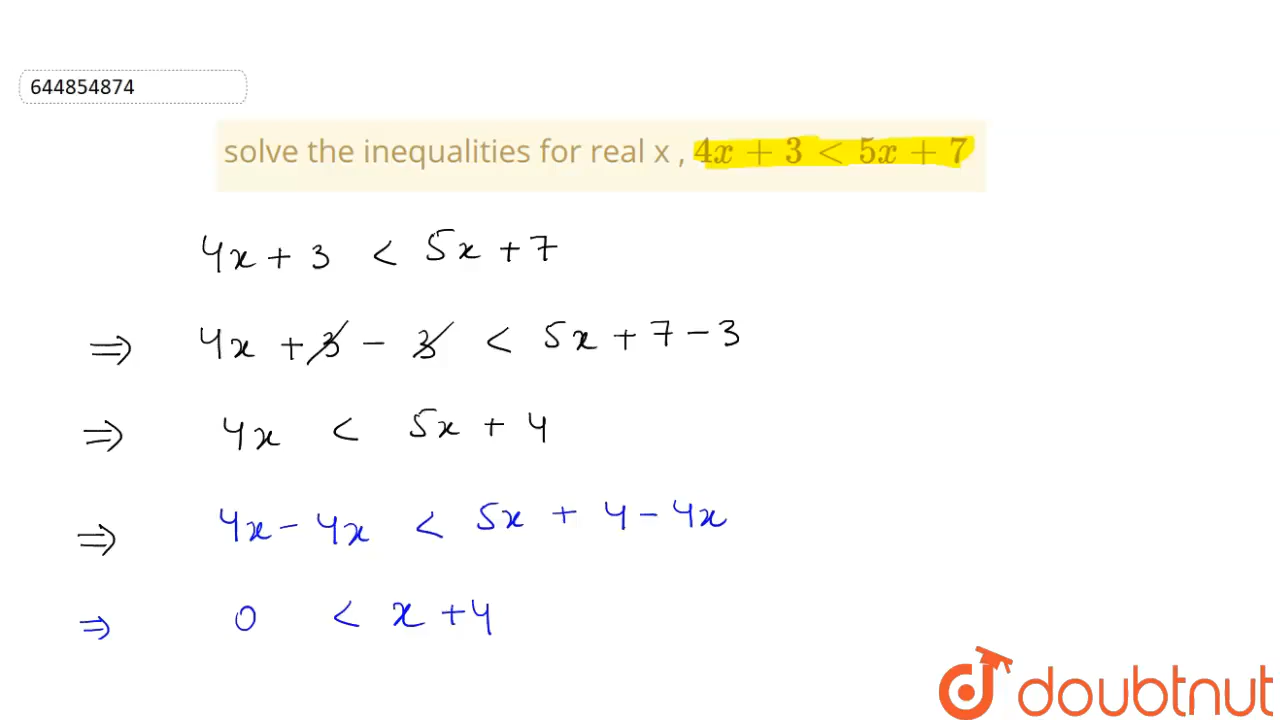 644854874
solve the inequalities for real x , 4x + 3 < 5x + 7
4x + 3 < 5x + 7
⇒ 4x + 3 - 3 < 5x + 7 - 3
⇒ 4x < 5x + 4
⇒ 4x - 4x < 5x + 4 - 4x
⇒ 0 < x + 4
doubtnut